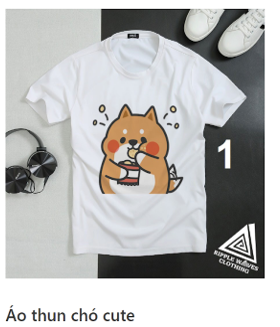 1
RIPPLE WAVES
CLOTHING
Áo thun chó cute